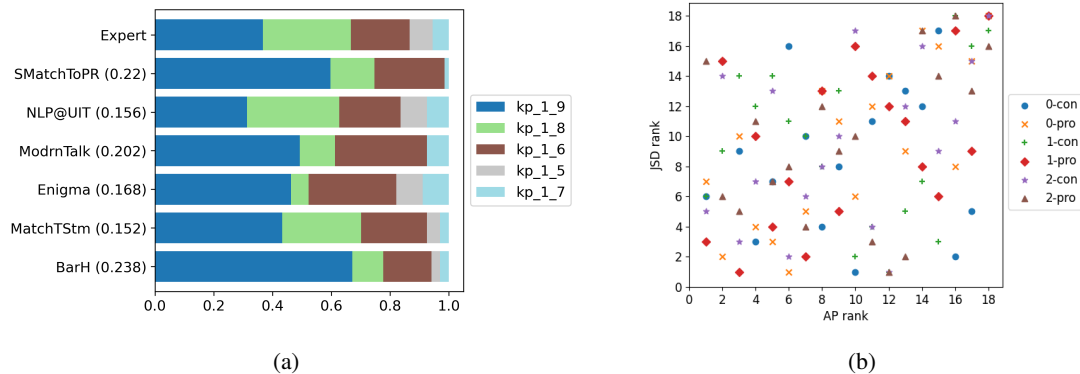 Expert
SMatchToPR (0.22)
NLP@UIT (0.156)
ModrnTalk (0.202)
Enigma (0.168)
MatchTStm (0.152)
BarH (0.238)
0.0 0.2 0.4 0.6 0.8 1.0
kp_1_9
kp_1_8
kp_1_6
kp_1_5
kp_1_7
(a)
JSD rank
18
16
14
12
10
8
6
4
2
0
0 2 4 6 8 10 12 14 16 18
AP rank
0-con
0-pro
1-con
1-pro
2-con
2-pro
(b)